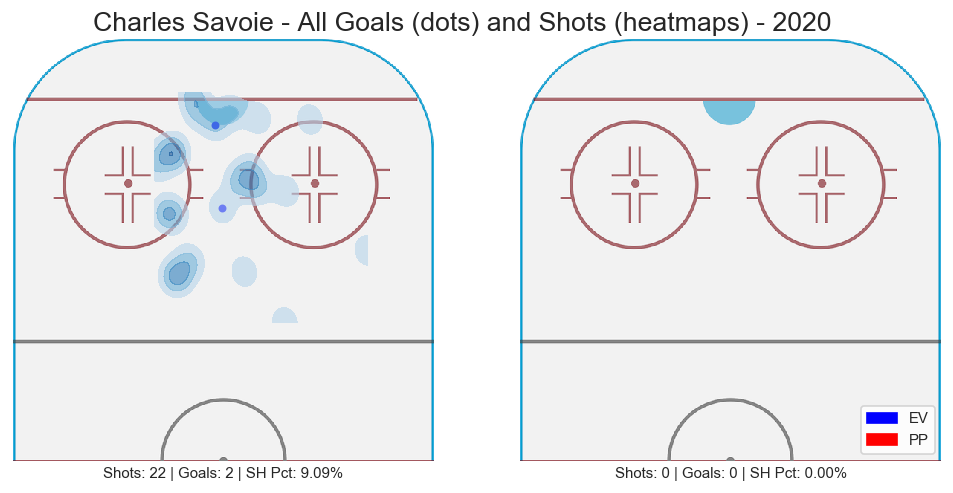 Charles Savoie - All Goals (dots) and Shots (heatmaps) - 2020
EV
PP
Shots: 22 | Goals: 2 | SH Pct: 9.09%
Shots: 0 | Goals: 0 | SH Pct: 0.00%